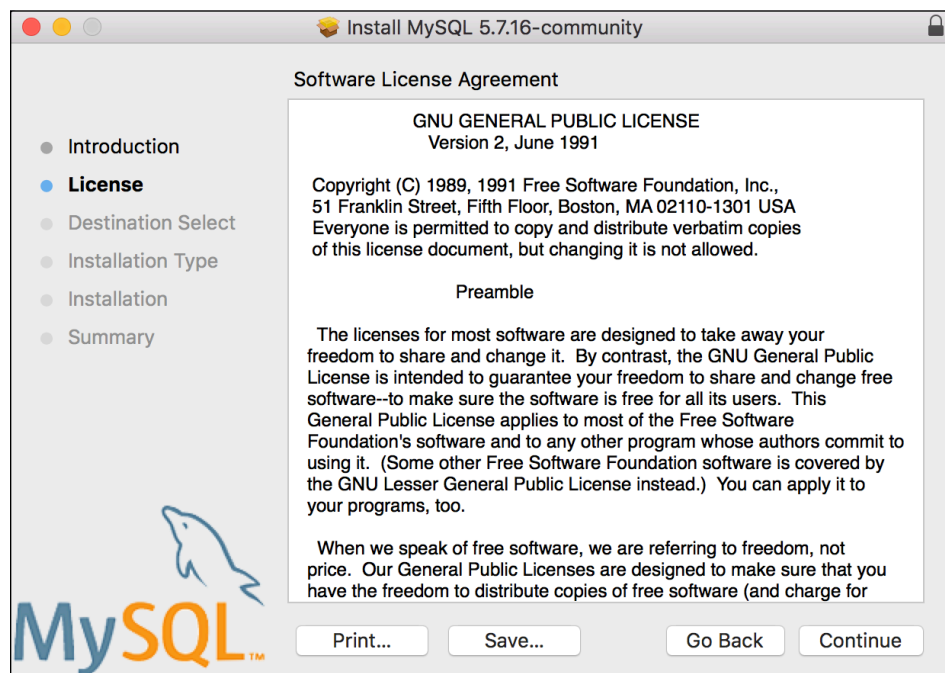 Install MySQL 5.7.16-community
Software License Agreement
Introduction
License
Destination Select
Installation Type
Installation
Summary
GNU GENERAL PUBLIC LICENSE
Version 2, June 1991
Copyright (C) 1989, 1991 Free Software Foundation, Inc.,
51 Franklin Street, Fifth Floor, Boston, MA 02110-1301 USA
Everyone is permitted to copy and distribute verbatim copies
of this license document, but changing it is not allowed.
Preamble
The licenses for most software are designed to take away your
freedom to share and change it. By contrast, the GNU General Public
License is intended to guarantee your freedom to share and change free
software--to make sure the software is free for all its users. This
General Public License applies to most of the Free Software
Foundation's software and to any other program whose authors commit to
using it. (Some other Free Software Foundation software is covered by
the GNU Lesser General Public License instead.) You can apply it to
your programs, too.
When we speak of free software, we are referring to freedom, not
price. Our General Public Licenses are designed to make sure that you
have the freedom to distribute copies of free software (and charge for
MySQL™
Print...
Save...
Go Back
Continue